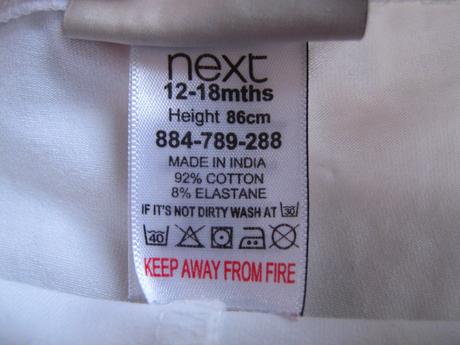 next
12-18mths
Height 86cm
884-789-288
MADE IN INDIA
92% COTTON
8% ELASTANE
IF IT'S NOT DIRTY WASH AT 30
40
KEEP AWAY FROM FIRE